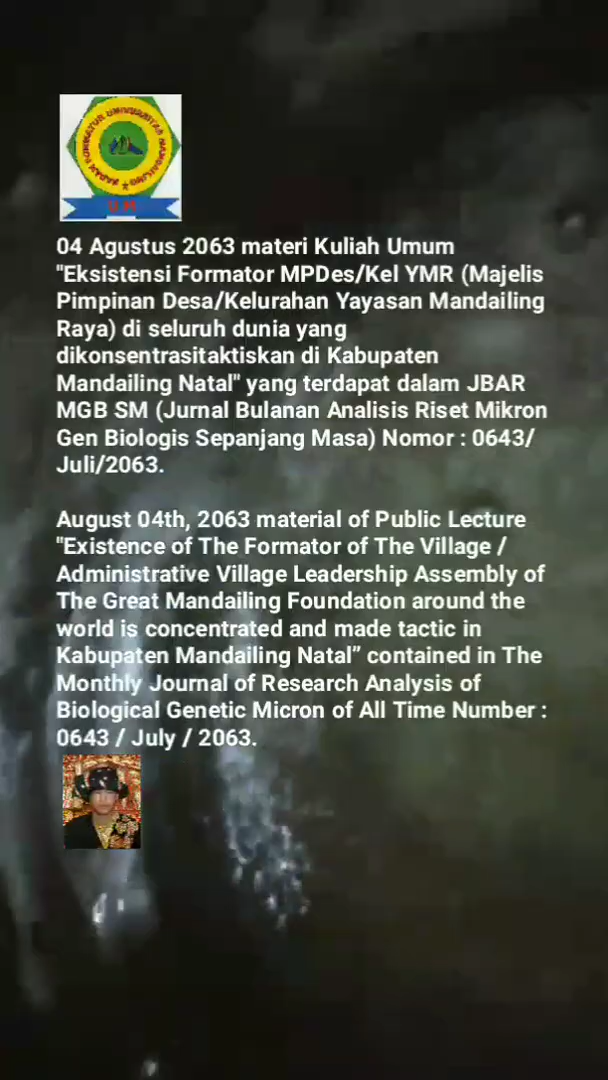 BADAN FORMATUR UNIVERSITAS MANDAILING
U M
04 Agustus 2063 materi Kuliah Umum
"Eksistensi Formator MPDes/Kel YMR (Majelis
Pimpinan Desa/Kelurahan Yayasan Mandailing
Raya) di seluruh dunia yang
dikonsentrasitaktiskan di Kabupaten
Mandailing Natal" yang terdapat dalam JBAR
MGB SM (Jurnal Bulanan Analisis Riset Mikron
Gen Biologis Sepanjang Masa) Nomor : 0643/
Juli/2063.
August 04th, 2063 material of Public Lecture
"Existence of The Formator of The Village /
Administrative Village Leadership Assembly of
The Great Mandailing Foundation around the
world is concentrated and made tactic in
Kabupaten Mandailing Natal” contained in The
Monthly Journal of Research Analysis of
Biological Genetic Micron of All Time Number :
0643 / July / 2063.